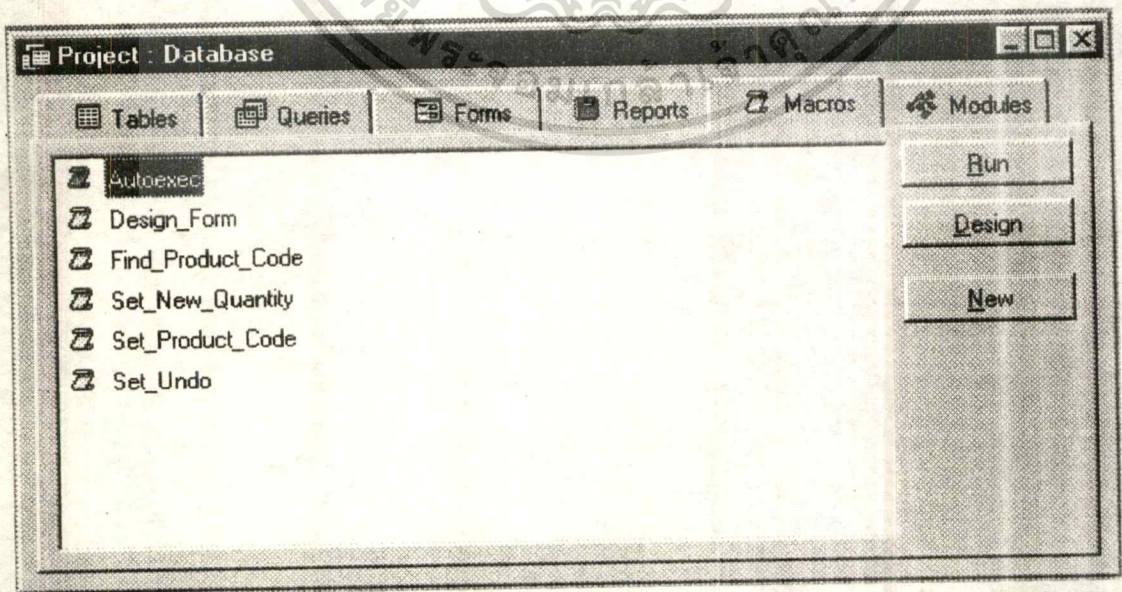 Project : Database
Tables Queries Forms Reports Macros Modules
Autoexec
Design_Form
Find_Product_Code
Set_New_Quantity
Set_Product_Code
Set_Undo
Run
Design
New